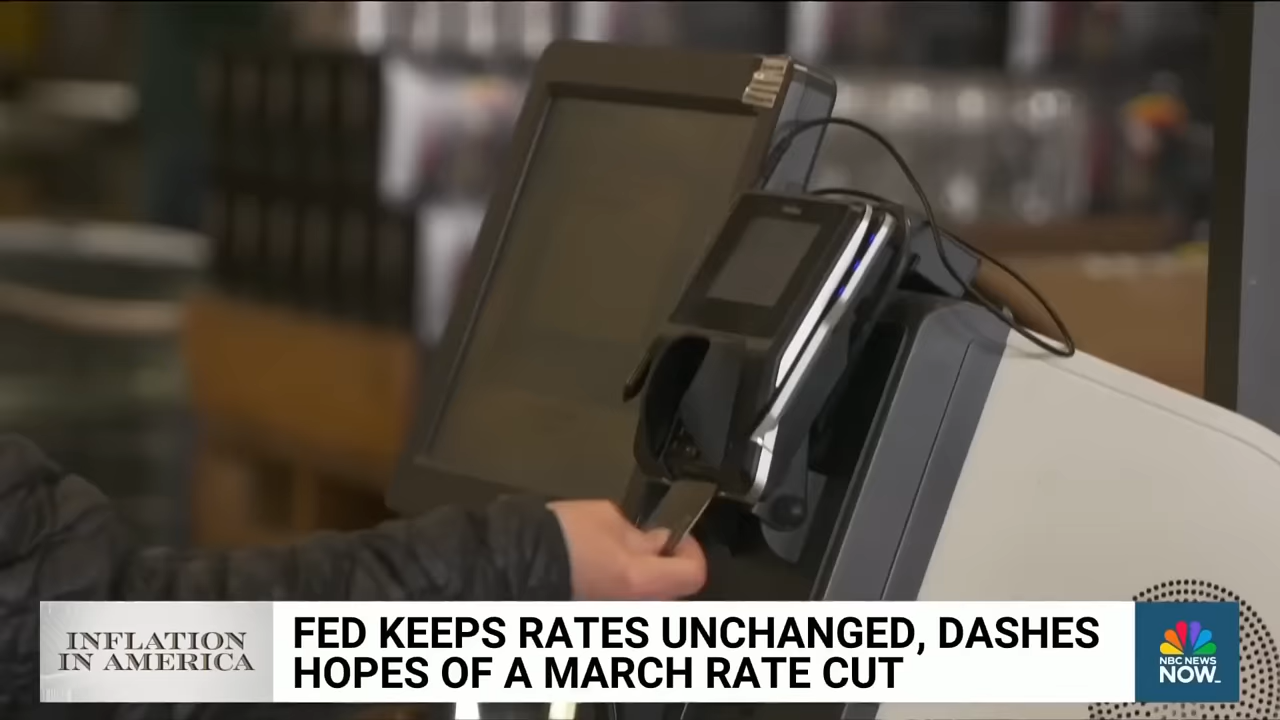 INFLATION
IN AMERICA
FED KEEPS RATES UNCHANGED, DASHES
HOPES OF A MARCH RATE CUT
NBC NEWS
NOW